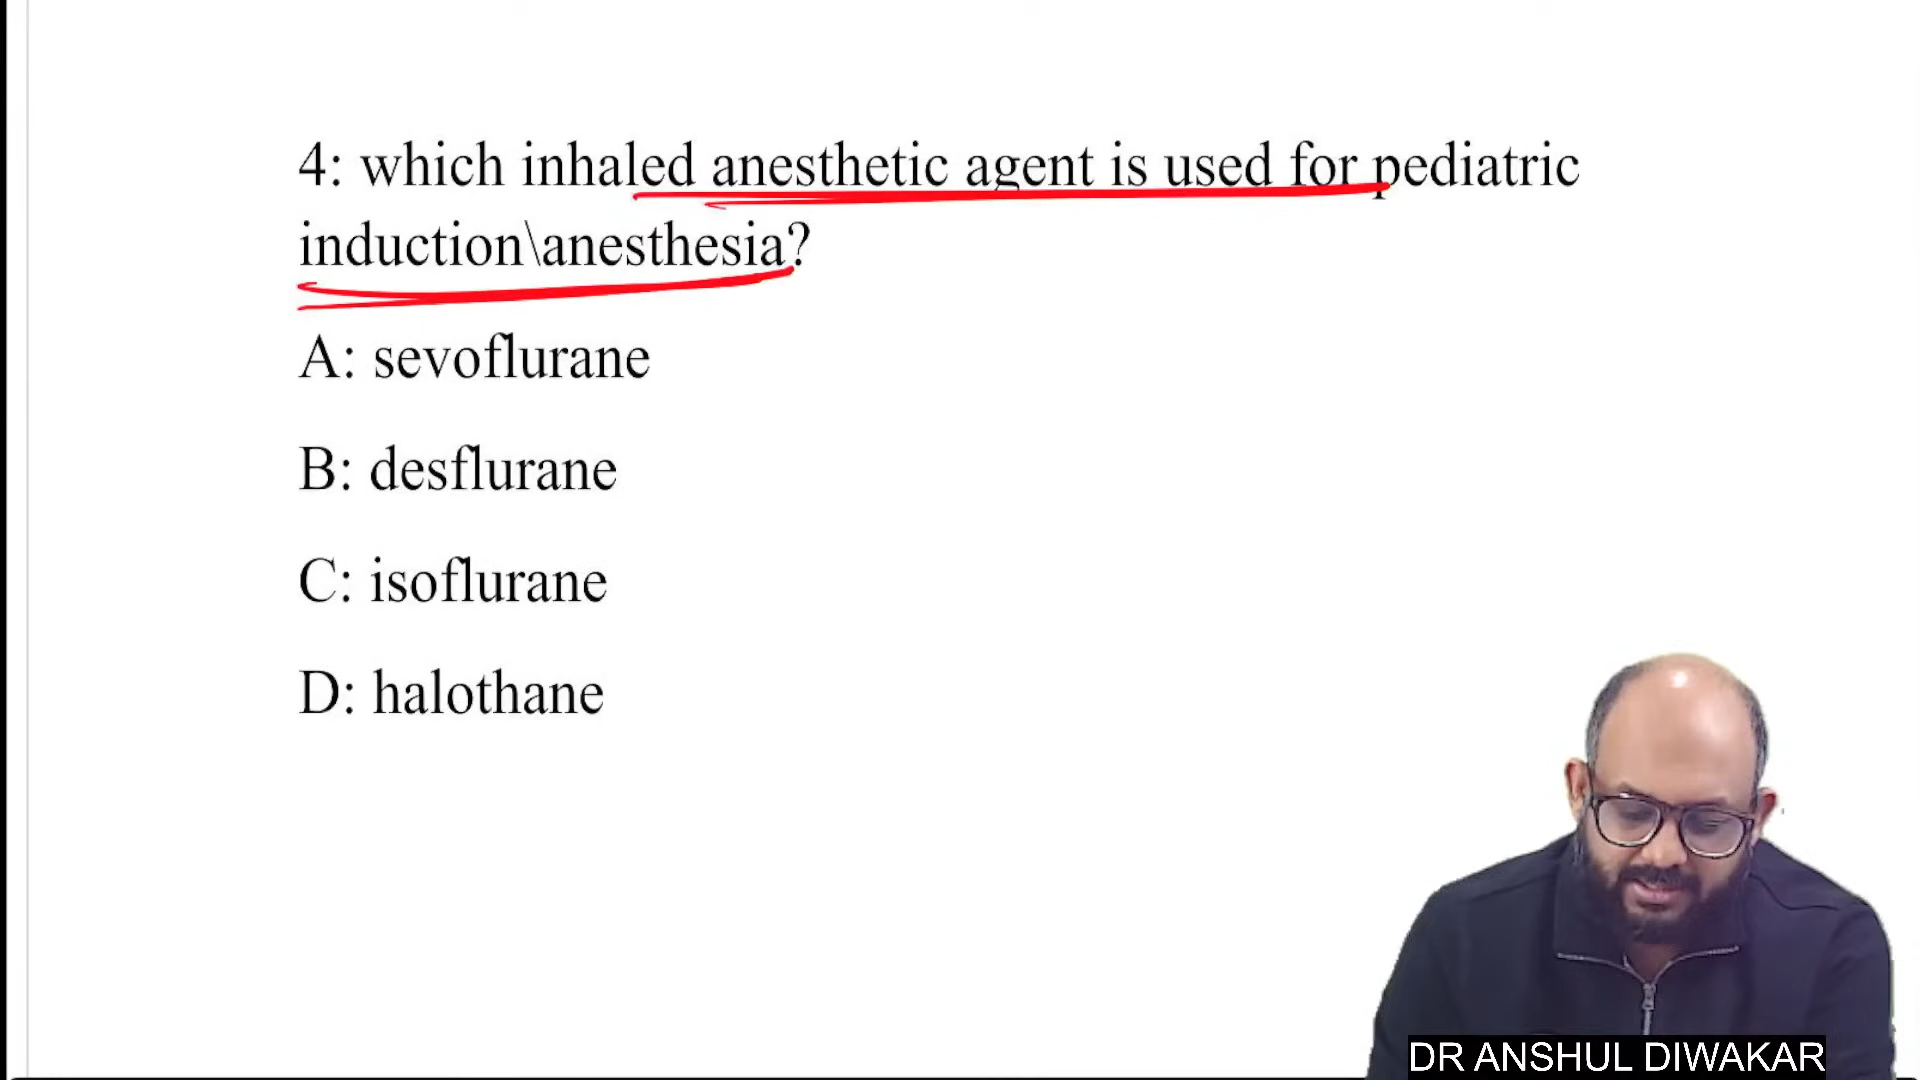 4: which inhaled anesthetic agent is used for pediatric
induction\anesthesia?
A: sevoflurane
B: desflurane
C: isoflurane
D: halothane
DR ANSHUL DIWAKAR